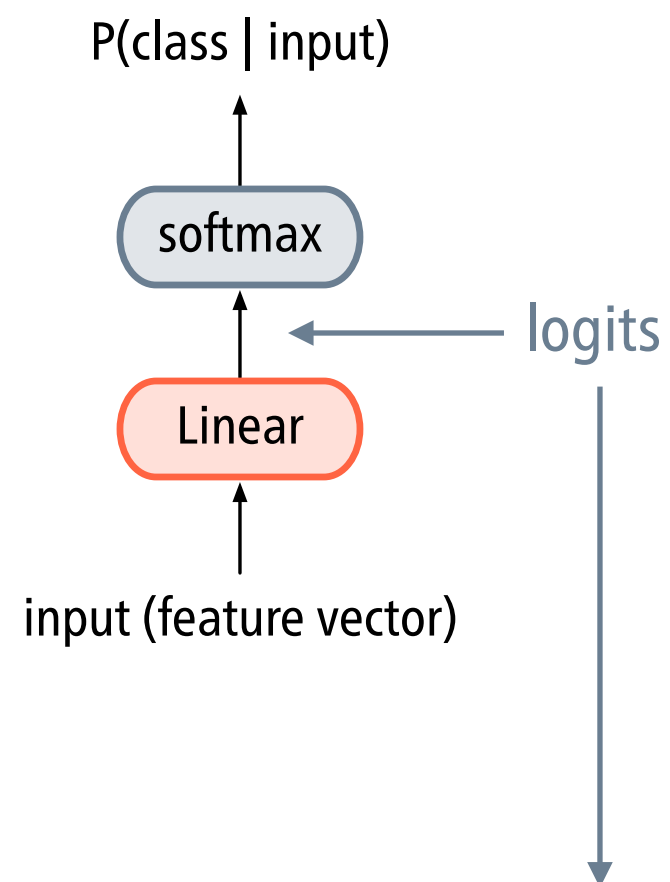 P(class | input)
softmax
logits
Linear
input (feature vector)